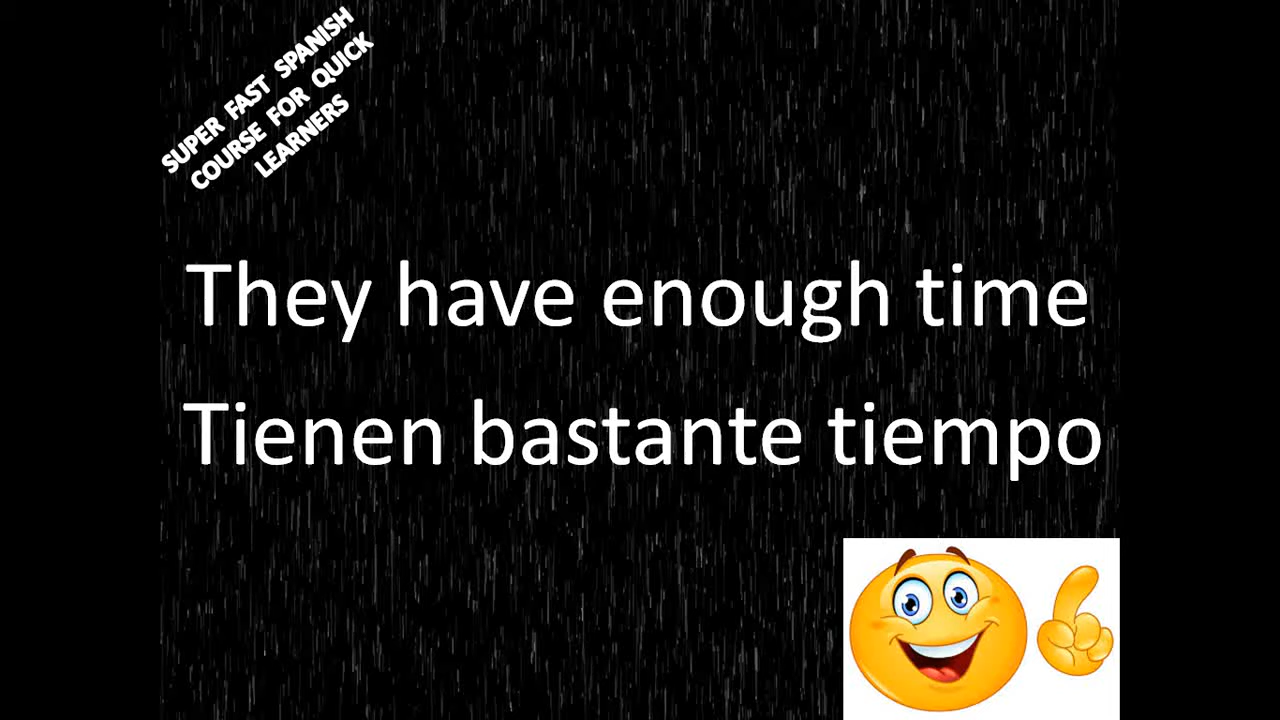 SUPER FAST SPANISH
COURSE FOR QUICK
LEARNERS
They have enough time
Tienen bastante tiempo